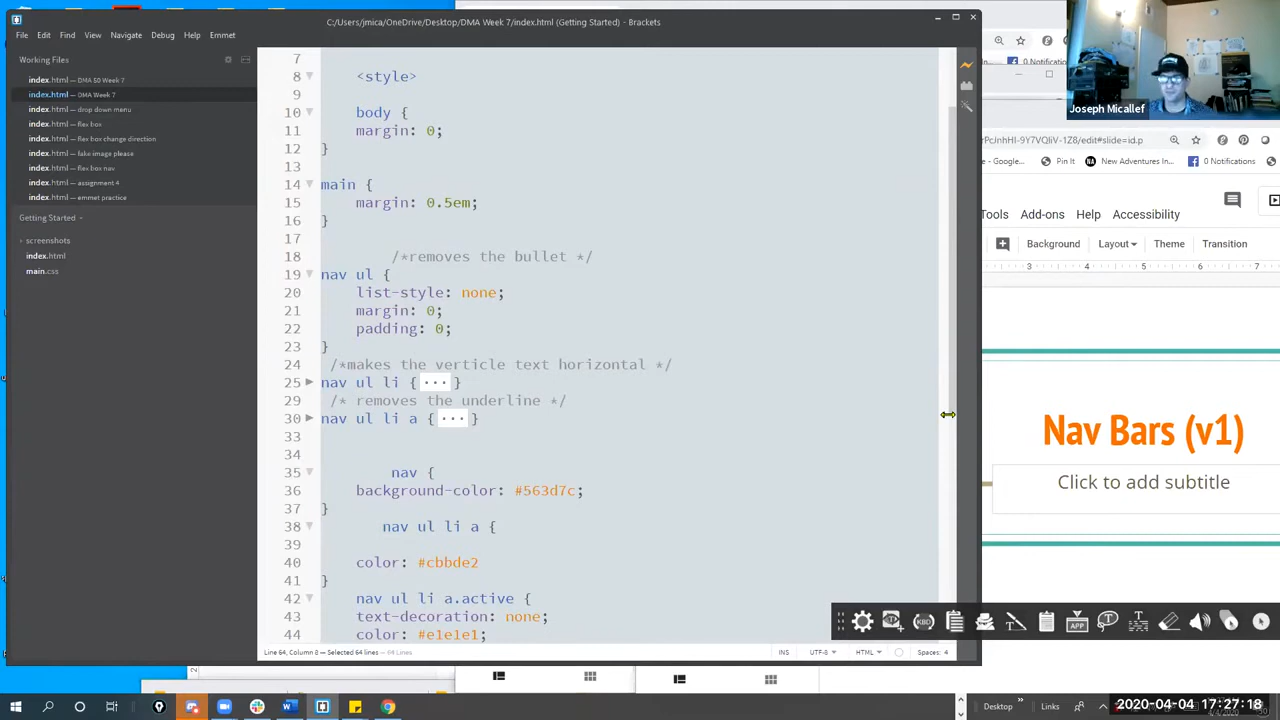 C:/Users/jmica/OneDrive/Desktop/DMA Week 7/index.html (Getting Started) - Brackets
File Edit Find View Navigate Debug Help Emmet
Working Files
index.html — DMA 50 Week 7
index.html — DMA Week 7
index.html — drop down menu
index.html — flex box
index.html — flex box change direction
index.html — fake image please
index.html — flex box nav
index.html — assignment 4
index.html — emmet practice
Getting Started
screenshots
index.html
main.css
7
8 <style>
9
10 body {
11 margin: 0;
12 }
13
14 main {
15 margin: 0.5em;
16 }
17
18 /*removes the bullet */
19 nav ul {
20 list-style: none;
21 margin: 0;
22 padding: 0;
23 }
24 /*makes the verticle text horizontal */
25 nav ul li {...}
29 /* removes the underline */
30 nav ul li a {...}
33
34
35 nav {
36 background-color: #563d7c;
37 }
38 nav ul li a {
39
40 color: #cbbde2
41 }
42 nav ul li a.active {
43 text-decoration: none;
44 color: #e1e1e1;
Line 64, Column 8 — Selected 64 lines — 64 Lines
INS UTF-8 HTML Spaces: 4
Joseph Micallef
0 Notifications
PcJnhHI-9Y7VQliV-1Z8/edit#slide=id.p
- Google... Pin It NA New Adventures In... 0 Notifications
Tools Add-ons Help Accessibility
Background Layout Theme Transition
3 4 5 6 7
Nav Bars (v1)
Click to add subtitle
KBD
APP
Desktop Links
2020-04-04 17:27:18